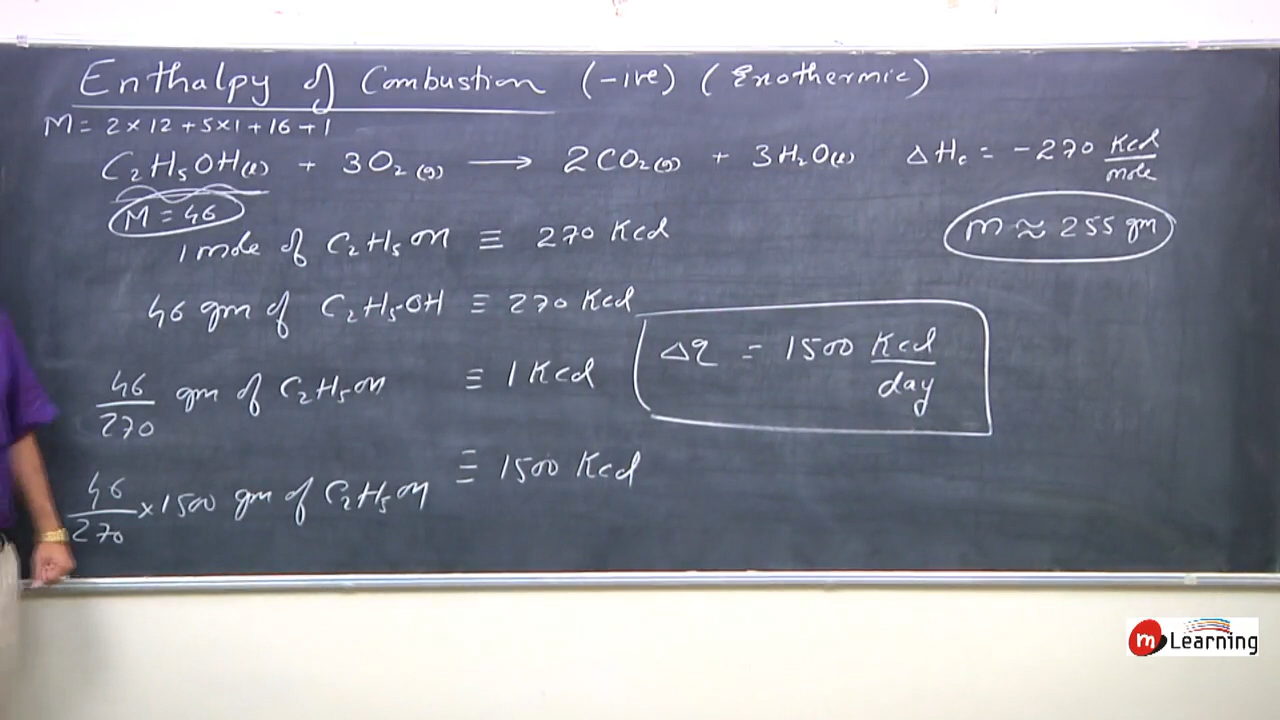 Enthalpy of Combustion (-ive) (Exothermic)
M = 2 × 12 + 5 × 1 + 16 + 1
C₂H₅OH(l) + 3O₂(g) ⟶ 2CO₂(g) + 3H₂O(l) ΔHc = -270 Kcal/mole
M = 46
m ≈ 255 gm
1 mole of C₂H₅OH ≡ 270 Kcal
46 gm of C₂H₅OH ≡ 270 Kcal
Δq = 1500 Kcal/day
46/270 gm of C₂H₅OH ≡ 1 Kcal
46/270 × 1500 gm of C₂H₅OH ≡ 1500 Kcal
m Learning